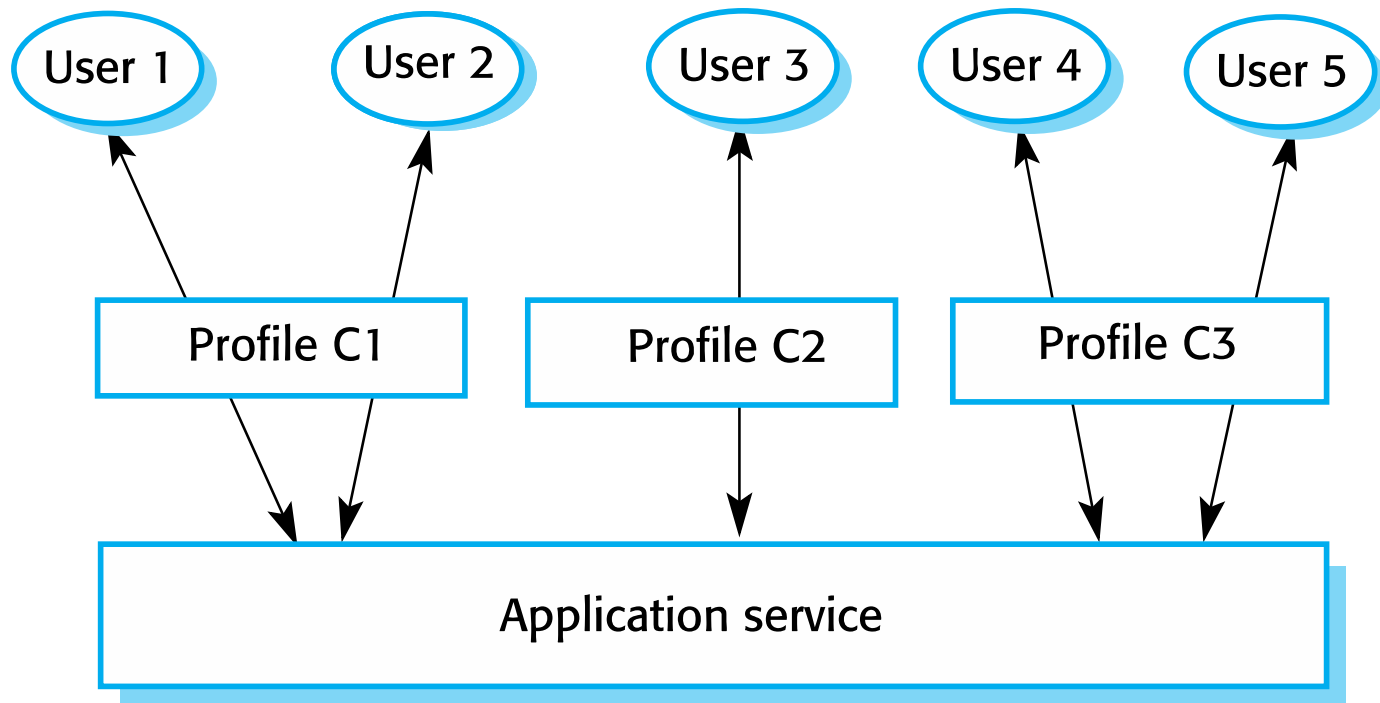 User 1
User 2
User 3
User 4
User 5
Profile C1
Profile C2
Profile C3
Application service